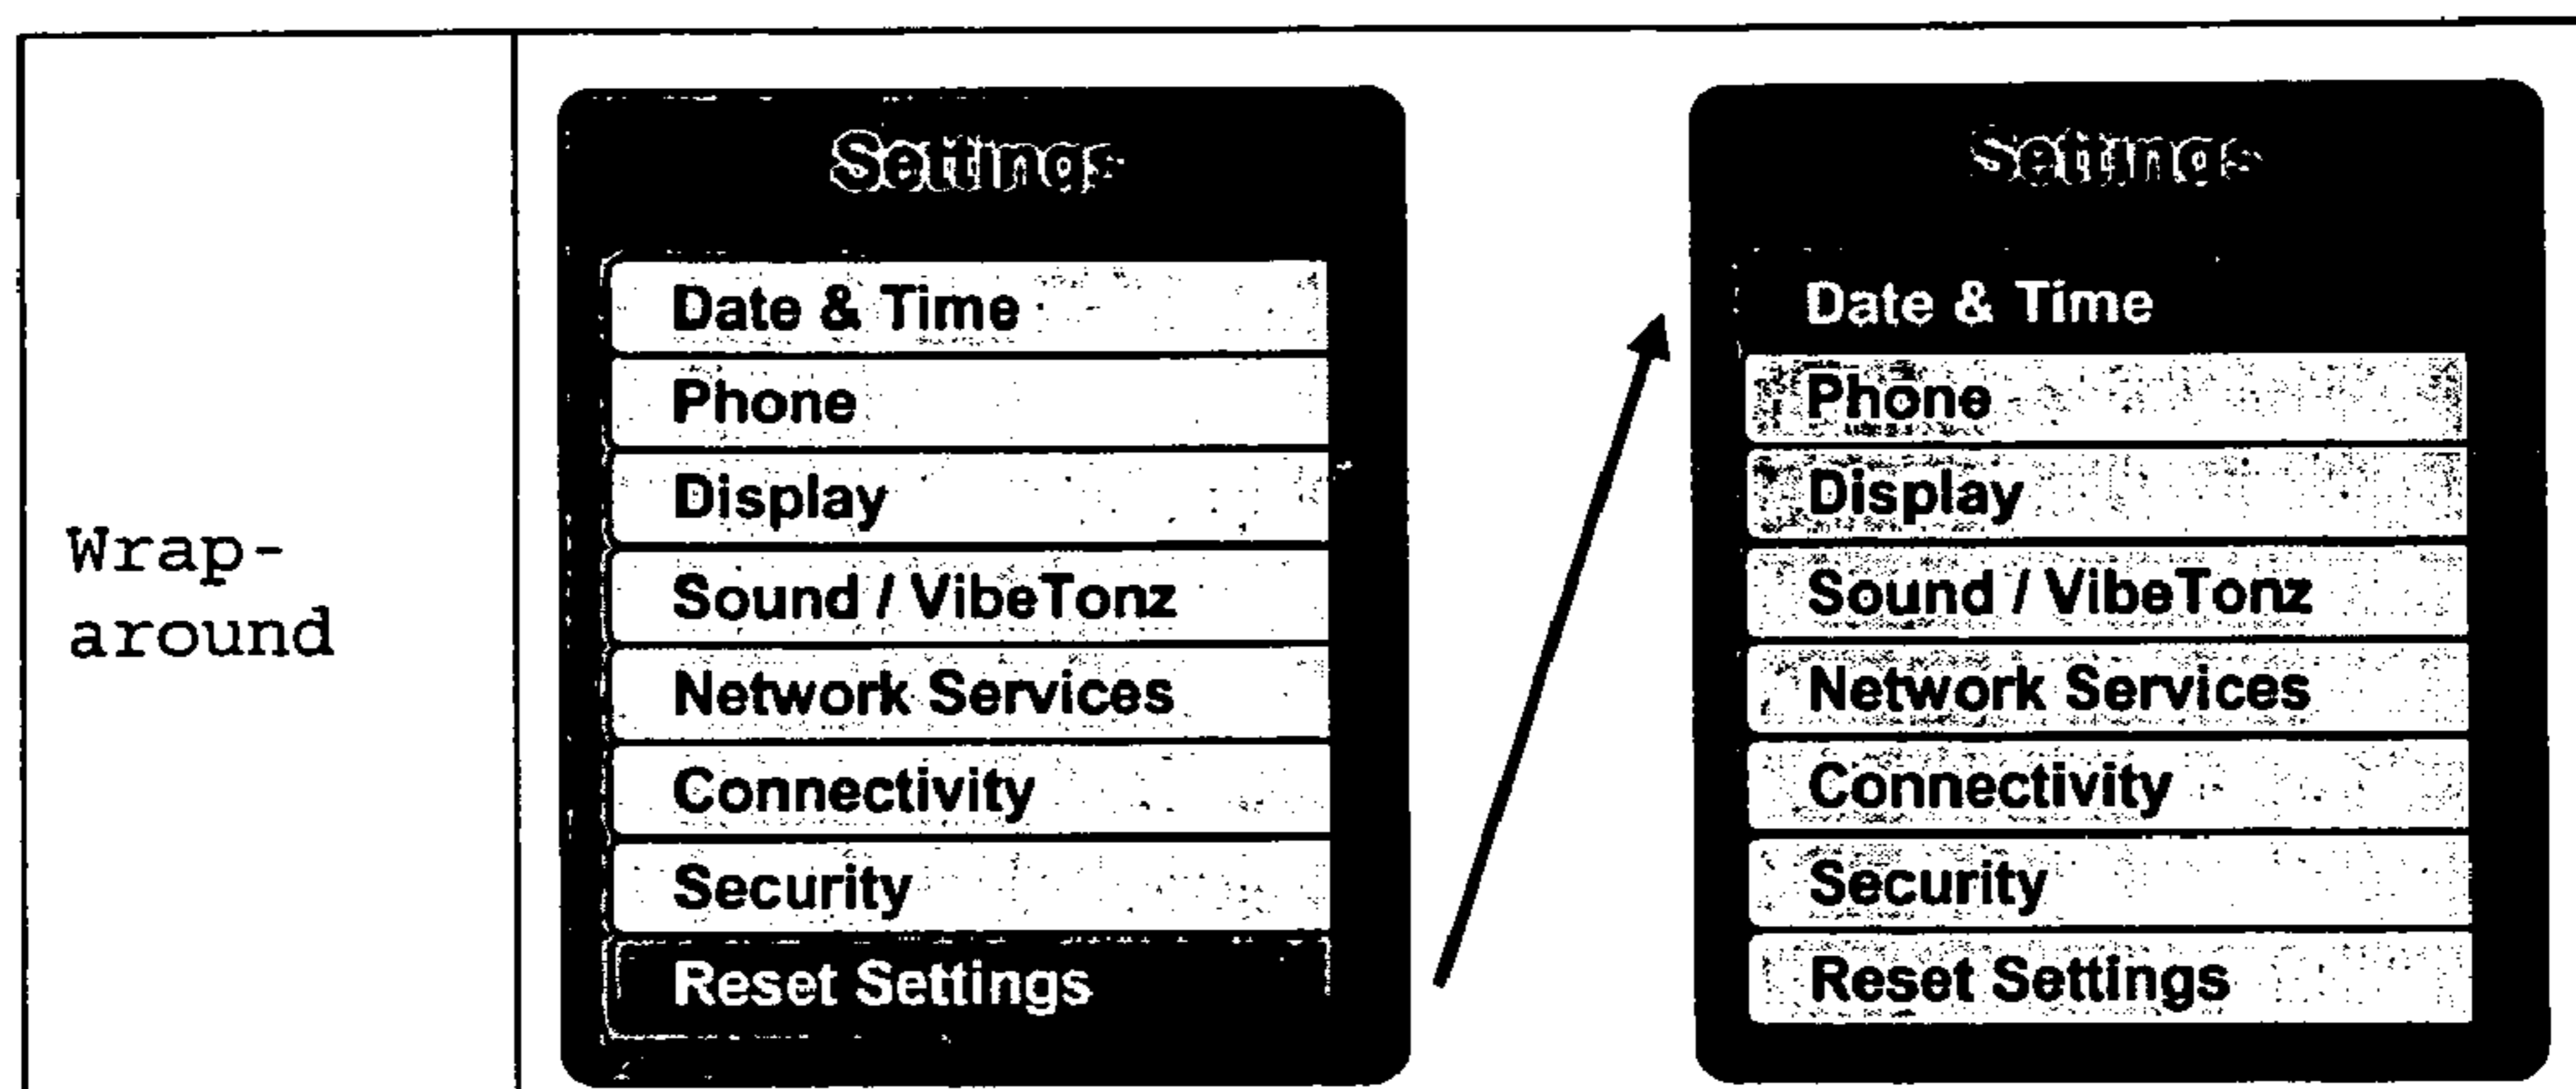 Wrap-
around
Settings
Date & Time
Phone
Display
Sound / VibeTonz
Network Services
Connectivity
Security
Reset Settings
Settings
Date & Time
Phone
Display
Sound / VibeTonz
Network Services
Connectivity
Security
Reset Settings